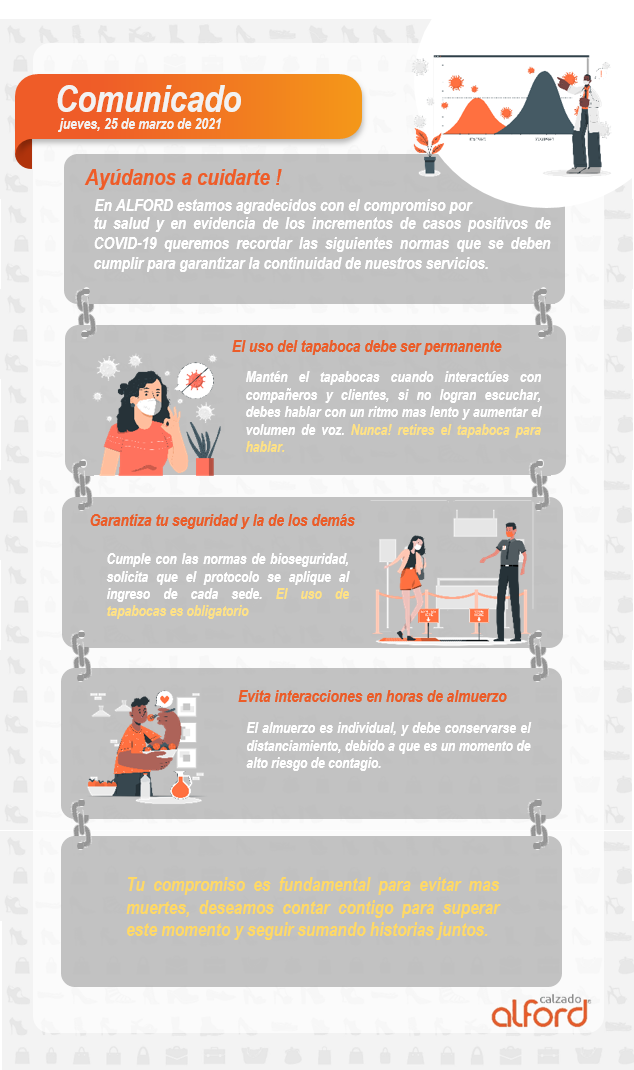 Comunicado
jueves, 25 de marzo de 2021
Ayúdanos a cuidarte !
En ALFORD estamos agradecidos con el compromiso por
tu salud y en evidencia de los incrementos de casos positivos de
COVID-19 queremos recordar las siguientes normas que se deben
cumplir para garantizar la continuidad de nuestros servicios.
El uso del tapaboca debe ser permanente
Mantén el tapabocas cuando interactúes con
compañeros y clientes, si no logran escuchar,
debes hablar con un ritmo mas lento y aumentar el
volumen de voz. Nunca! retires el tapaboca para
hablar.
Garantiza tu seguridad y la de los demás
Cumple con las normas de bioseguridad,
solicita que el protocolo se aplique al
ingreso de cada sede. El uso de
tapabocas es obligatorio
Evita interacciones en horas de almuerzo
El almuerzo es individual, y debe conservarse el
distanciamiento, debido a que es un momento de
alto riesgo de contagio.
Tu compromiso es fundamental para evitar mas
muertes, deseamos contar contigo para superar
este momento y seguir sumando historias juntos.
calzado
alford